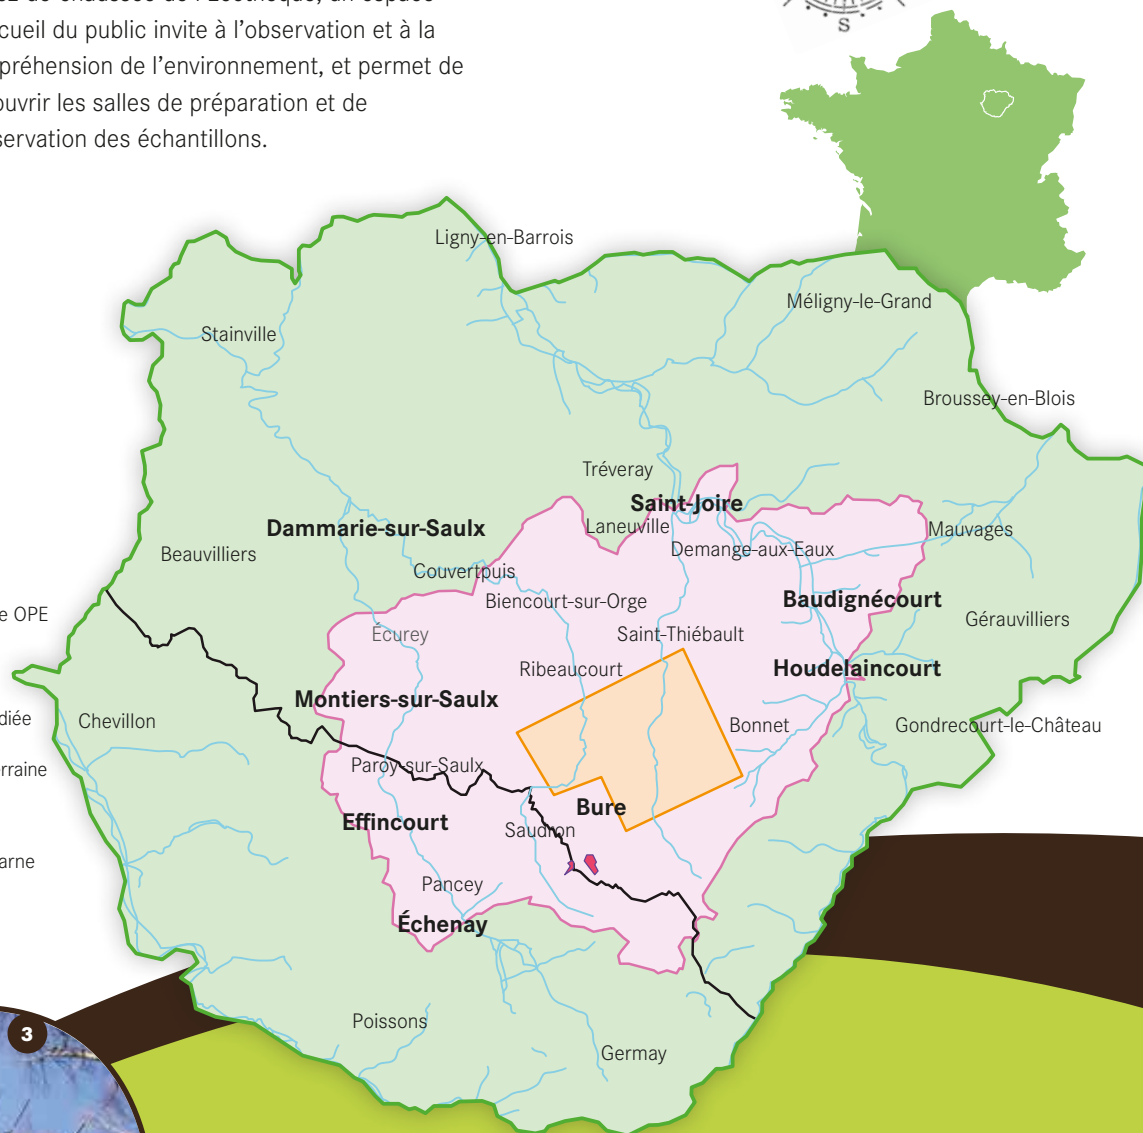 cueil du public invite à l'observation et à la
préhension de l'environnement, et permet de
ouvrir les salles de préparation et de
servation des échantillons.
S
Ligny-en-Barrois
Méligny-le-Grand
Stainville
Broussey-en-Blois
Tréveray
Saint-Joire
Laneuville
Dammarie-sur-Saulx
Mauvages
Demange-aux-Eaux
Beauvilliers
Couvertpuis
Biencourt-sur-Orge
Baudignécourt
e OPE
Gérauvilliers
Écurey
Saint-Thiébault
Ribeaucourt
Houdelaincourt
Montiers-sur-Saulx
diée
Chevillon
Bonnet
Gondrecourt-le-Château
erraine
Paroy-sur-Saulx
Bure
Effincourt
Saudron
arne
Pancey
Échenay
Poissons
3
Germay